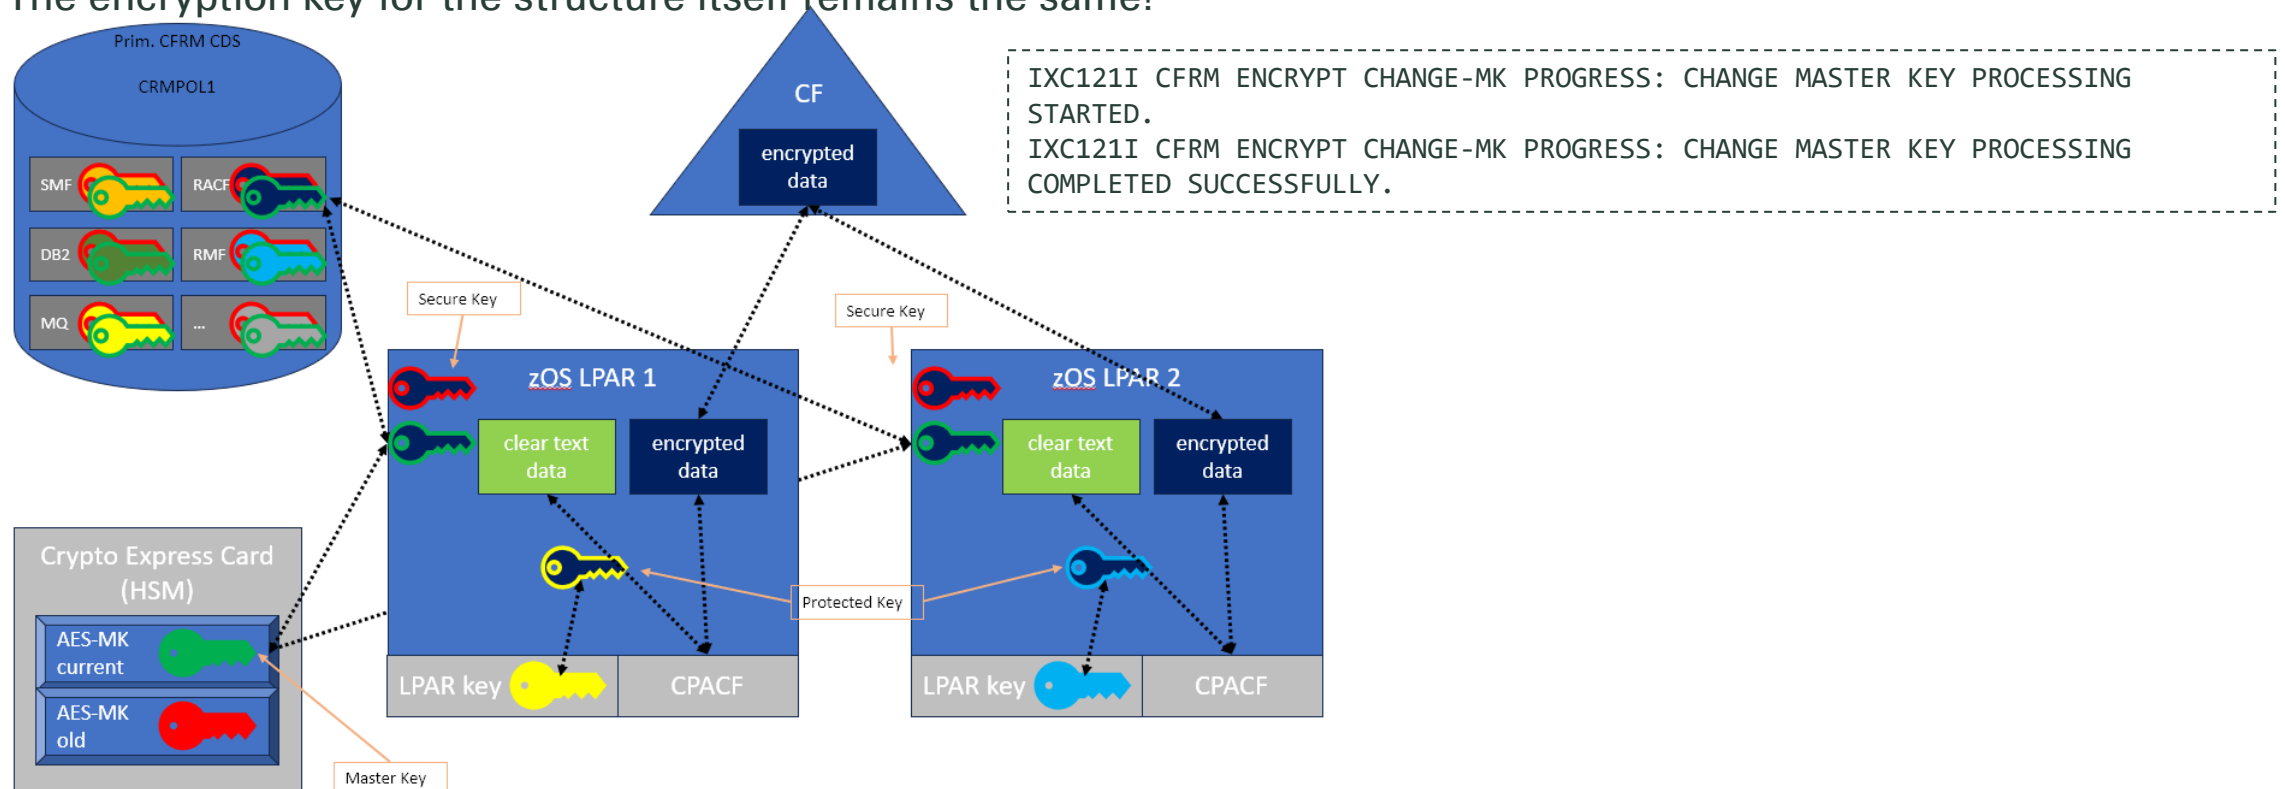 The encryption key for the structure itself remains the same!
Prim. CFRM CDS
CRMPOL1
SMF
RACF
DB2
RMF
MQ
...
CF
encrypted
data
IXC121I CFRM ENCRYPT CHANGE-MK PROGRESS: CHANGE MASTER KEY PROCESSING
STARTED.
IXC121I CFRM ENCRYPT CHANGE-MK PROGRESS: CHANGE MASTER KEY PROCESSING
COMPLETED SUCCESSFULLY.
Secure Key
Secure Key
zOS LPAR 1
clear text
data
encrypted
data
LPAR key
CPACF
zOS LPAR 2
clear text
data
encrypted
data
LPAR key
CPACF
Protected Key
Crypto Express Card
(HSM)
AES-MK
current
AES-MK
old
Master Key